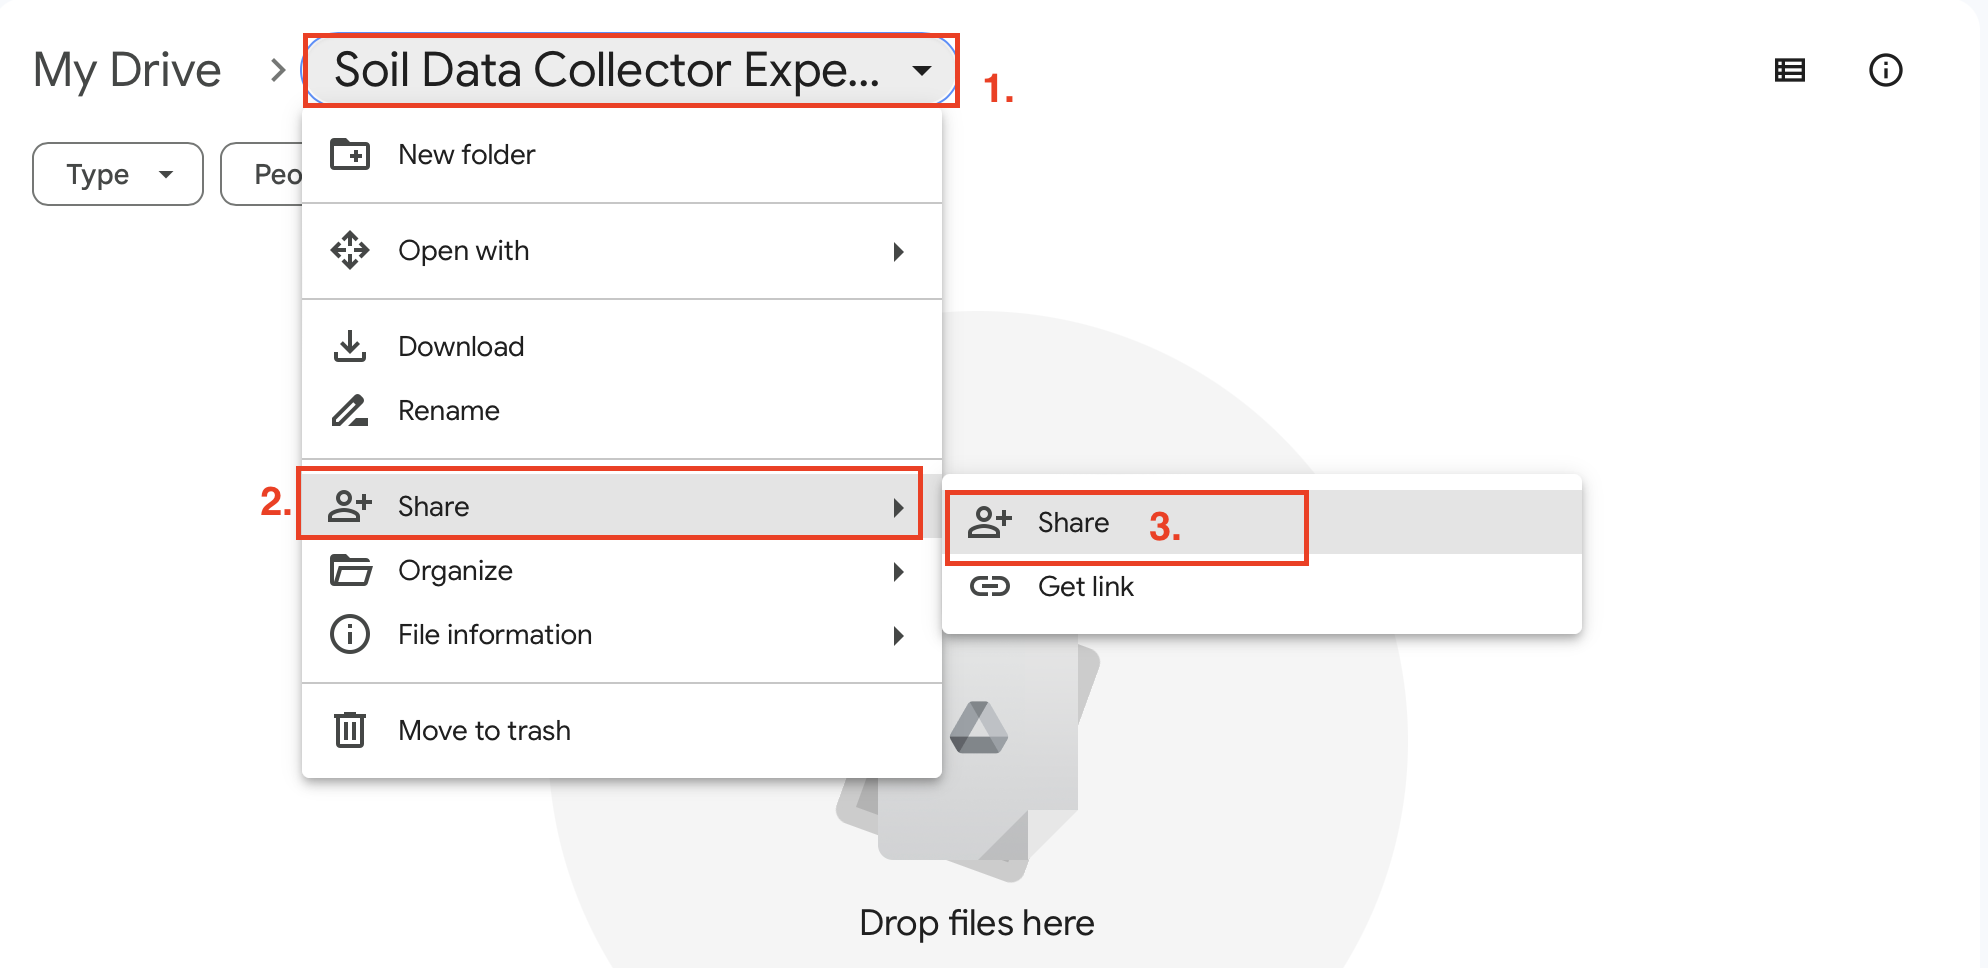 My Drive
Soil Data Collector Expe...
1.
Type
Peo
New folder
Open with
Download
Rename
2.
Share
Share
3.
Organize
Get link
File information
Move to trash
Drop files here